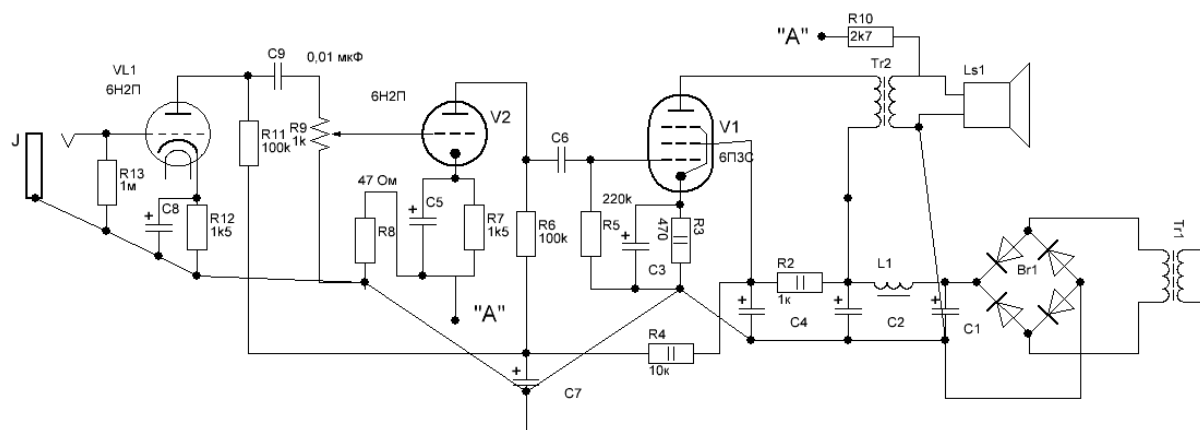 R10
"A"
2k7
Tr2
Ls1
C9
0,01 мкФ
VL1
6Н2П
6Н2П
V2
V1
6П3С
J
R11
100k
R9
1k
C6
R13
1м
47 Ом
220k
C8
R12
1k5
R8
C5
R7
1k5
R6
100k
R5
R3
470
C3
Tr1
R2
1к
L1
Br1
"A"
C4
C2
C1
R4
10к
C7